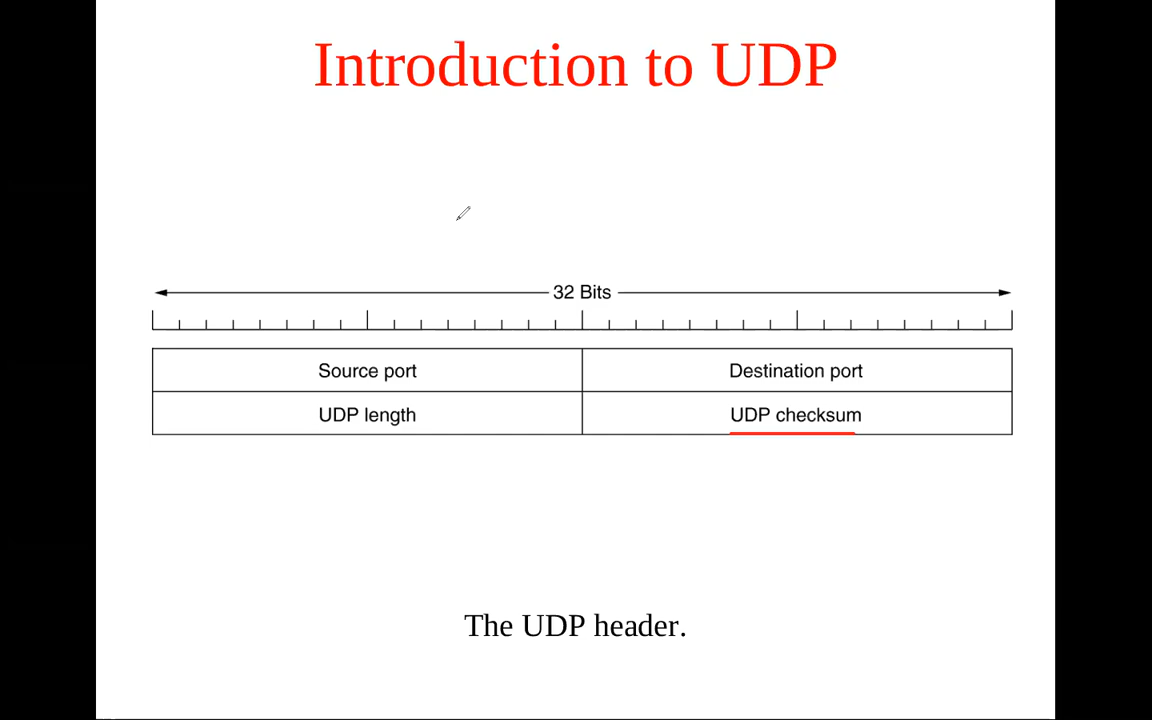 Introduction to UDP
32 Bits
Source port Destination port
UDP length UDP checksum
The UDP header.